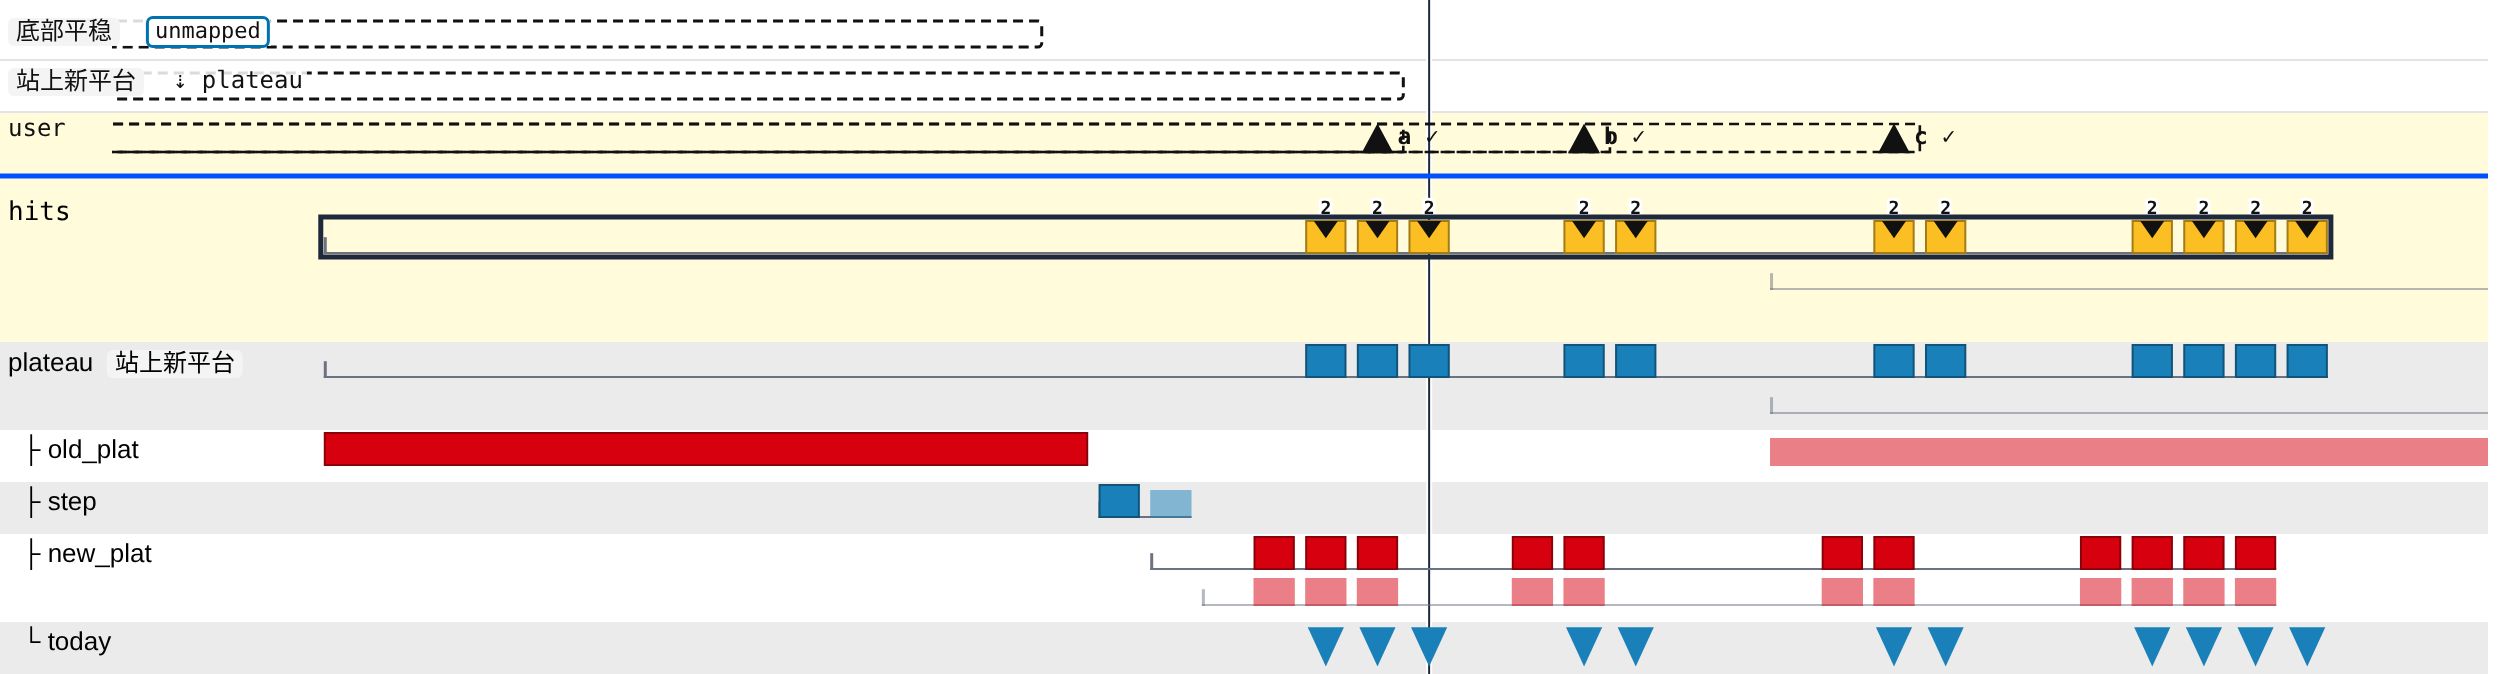 底部平稳 unmapped
站上新平台 ⇣ plateau
user a ✓ b ✓ c ✓
hits
2 2 2 2 2 2 2 2 2 2 2
plateau 站上新平台
├ old_plat
├ step
├ new_plat
└ today